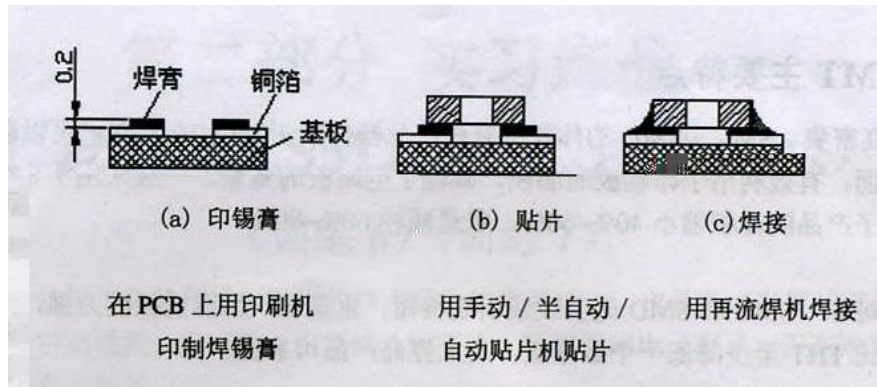 0.2
焊膏
铜箔
基板
(a) 印锡膏
(b) 贴片
(c) 焊接
在 PCB 上用印刷机
印制焊锡膏
用手动 / 半自动 /
自动贴片机贴片
用再流焊机焊接